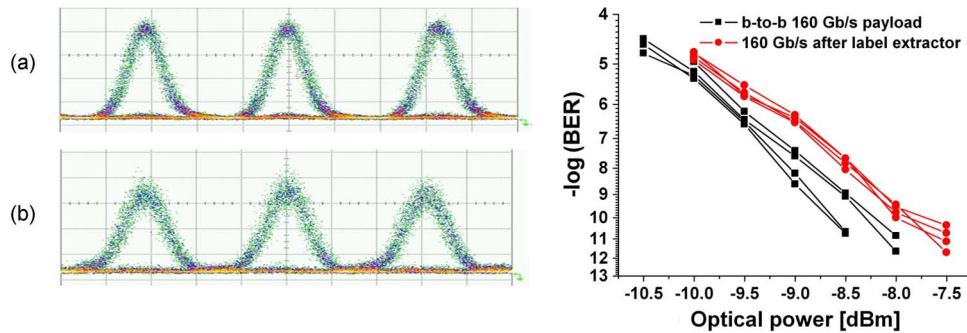 (a)
(b)
b-to-b 160 Gb/s payload
160 Gb/s after label extractor
-log (BER)
4
5
6
7
8
9
10
11
12
13
-10.5 -10.0 -9.5 -9.0 -8.5 -8.0 -7.5
Optical power [dBm]